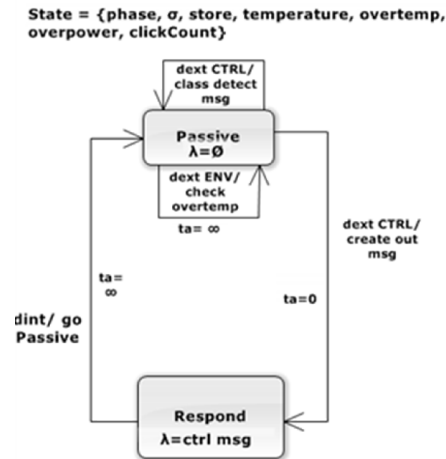 State = {phase, σ, store, temperature, overtemp,
overpower, clickCount}
dext CTRL/
class detect
msg
Passive
λ=Ø
dext ENV/
check
overtemp
ta= ∞
dext CTRL/
create out
msg
ta=
∞
ta=0
dint/ go
Passive
Respond
λ=ctrl msg